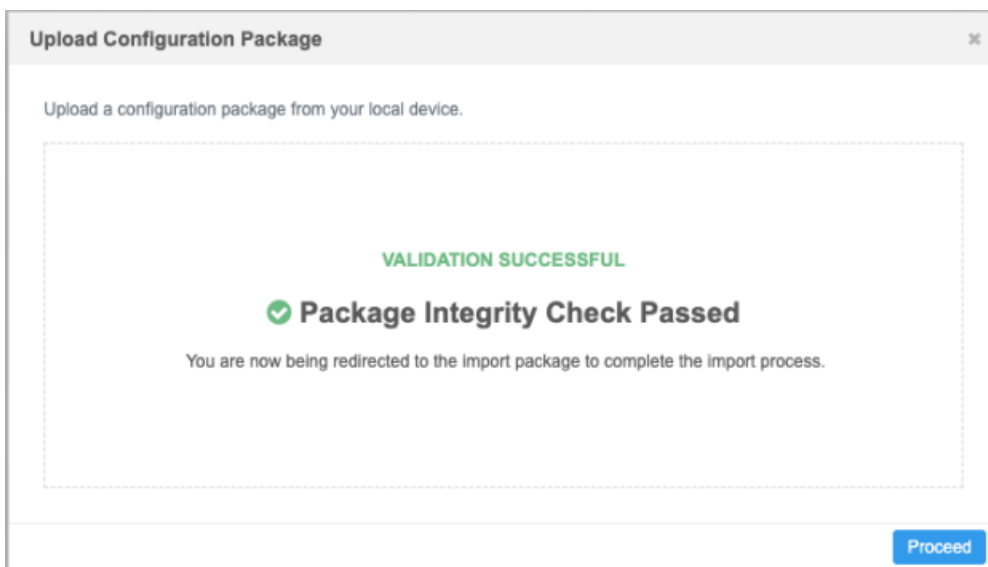 Upload Configuration Package
Upload a configuration package from your local device.
VALIDATION SUCCESSFUL
Package Integrity Check Passed
You are now being redirected to the import package to complete the import process.
Proceed